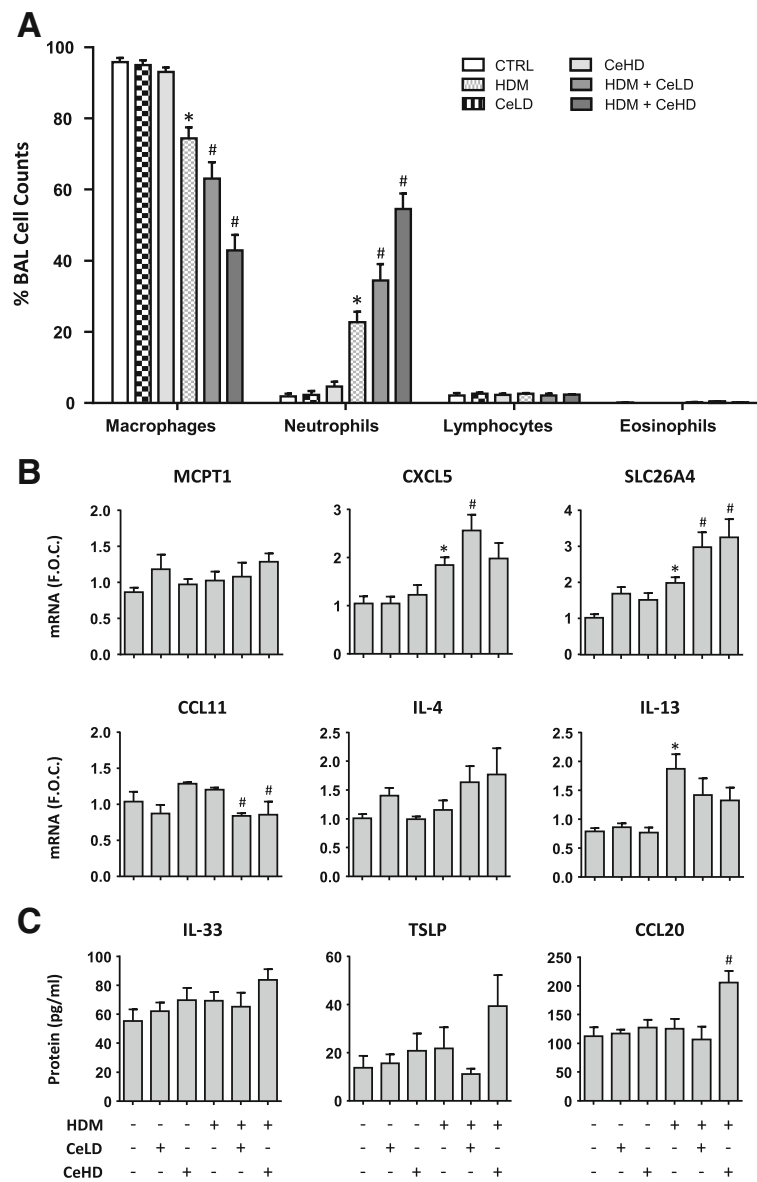 A
100
80
60
40
20
0
% BAL Cell Counts
CTRL
HDM
CeLD
CeHD
HDM + CeLD
HDM + CeHD
* # #
* # #
Macrophages Neutrophils Lymphocytes Eosinophils
B
MCPT1 CXCL5 SLC26A4
mRNA (F.O.C.)
2.0
1.5
1.0
0.5
0.0
3
2
1
0
* #
4
3
2
1
0
* # #
CCL11 IL-4 IL-13
mRNA (F.O.C.)
2.0
1.5
1.0
0.5
0.0
# #
2.5
2.0
1.5
1.0
0.5
0.0
2.5
2.0
1.5
1.0
0.5
0.0
*
C
IL-33 TSLP CCL20
Protein (pg/ml)
100
80
60
40
20
0
60
40
20
0
250
200
150
100
50
0
#
HDM - - - + + + - - - + + + - - - + + +
CeLD - + - - + - - + - - + - - + - - + -
CeHD - - + - - + - - + - - + - - + - - +